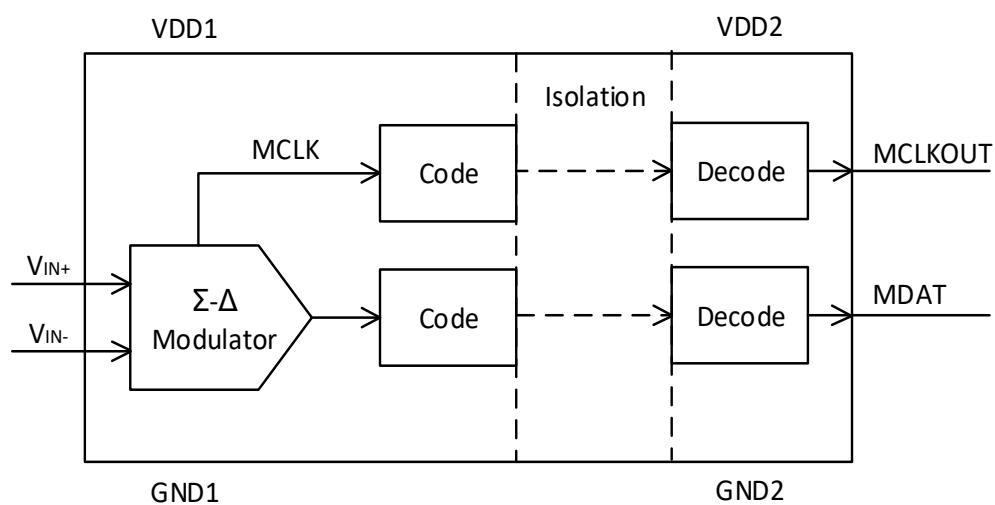 VDD1
VDD2
Isolation
MCLK
Code
Decode
MCLKOUT
VIN+
Σ-Δ
Modulator
VIN-
Code
Decode
MDAT
GND1
GND2